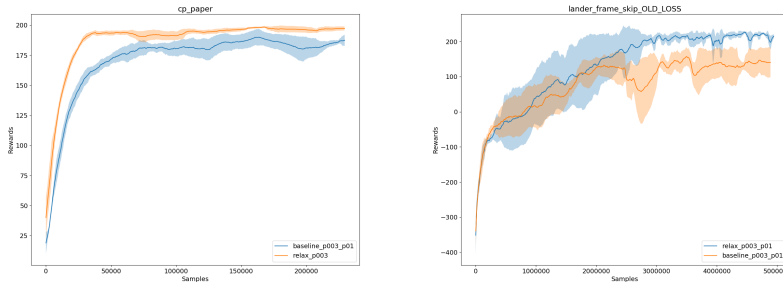 cp_paper
200
175
150
125
100
75
50
25
Rewards
0
50000
100000
150000
200000
Samples
baseline_p003_p01
relax_p003
lander_frame_skip_OLD_LOSS
200
100
0
−100
−200
−300
−400
Rewards
0
1000000
2000000
3000000
4000000
50000
Samples
relax_p003_p01
baseline_p003_p01